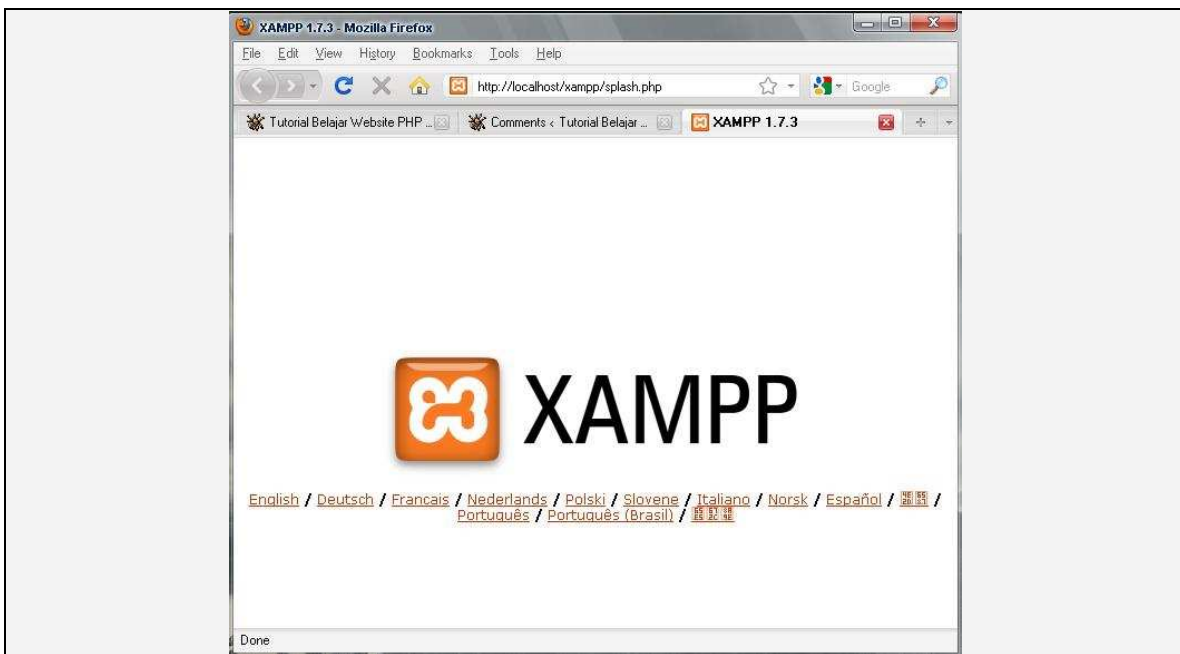 XAMPP 1.7.3 - Mozilla Firefox
File Edit View History Bookmarks Tools Help
http://localhost/xampp/splash.php Google
Tutorial Belajar Website PHP ... Comments < Tutorial Belajar ... XAMPP 1.7.3
XAMPP
English / Deutsch / Francais / Nederlands / Polski / Slovene / Italiano / Norsk / Español / /
Português / Português (Brasil) /
Done